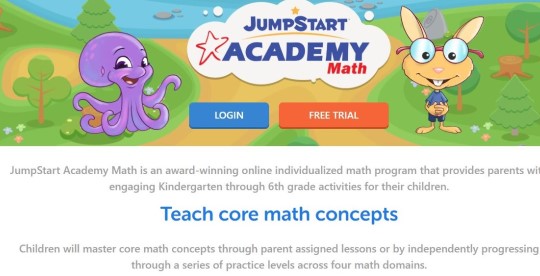 JUMPSTART
ACADEMY
Math
LOGIN
FREE TRIAL
JumpStart Academy Math is an award-winning online individualized math program that provides parents wit
engaging Kindergarten through 6th grade activities for their children.
Teach core math concepts
Children will master core math concepts through parent assigned lessons or by independently progressing
through a series of practice levels across four math domains.